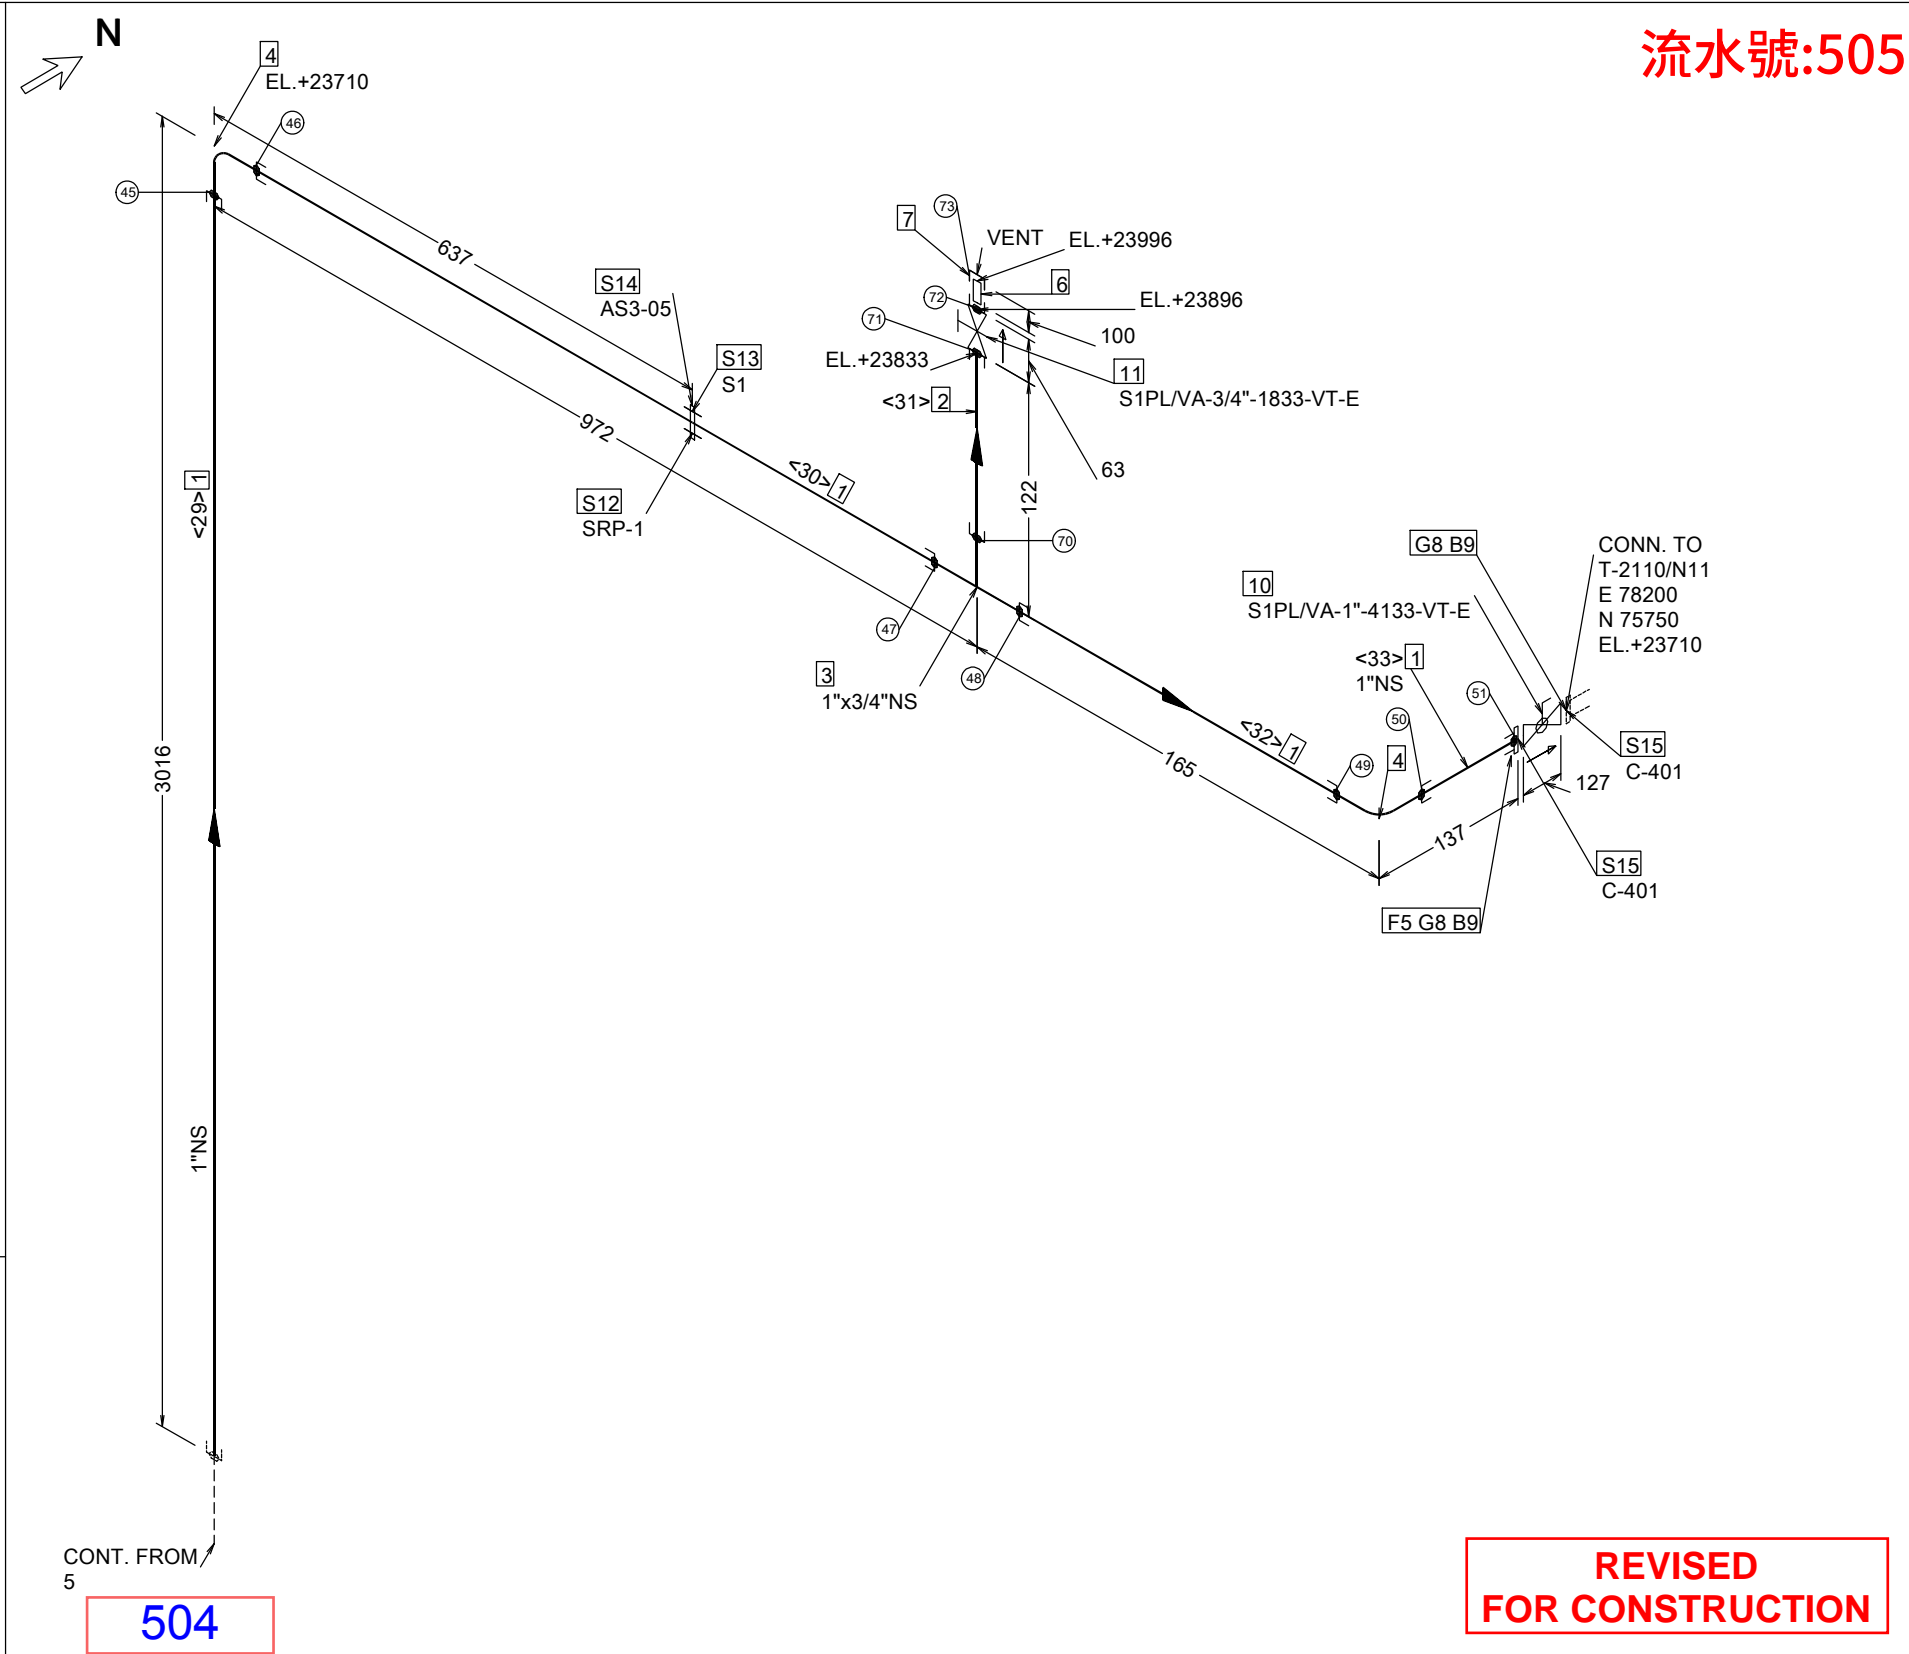 N
流水號:505
4
EL.+23710
46
45
637
73
7
VENT
EL.+23996
6
S14
AS3-05
72
EL.+23896
71
100
S13
S1
EL.+23833
11
S1PL/VA-3/4"-1833-VT-E
<31> 2
972
63
<30> 1
<29> 1
122
S12
SRP-1
70
G8 B9
CONN. TO
T-2110/N11
E 78200
N 75750
EL.+23710
10
S1PL/VA-1"-4133-VT-E
47
<33> 1
1"NS
3
1"x3/4"NS
48
51
50
<32> 1
S15
C-401
3016
165
49
4
127
137
S15
C-401
F5 G8 B9
1"NS
CONT. FROM
5
504
REVISED
FOR CONSTRUCTION